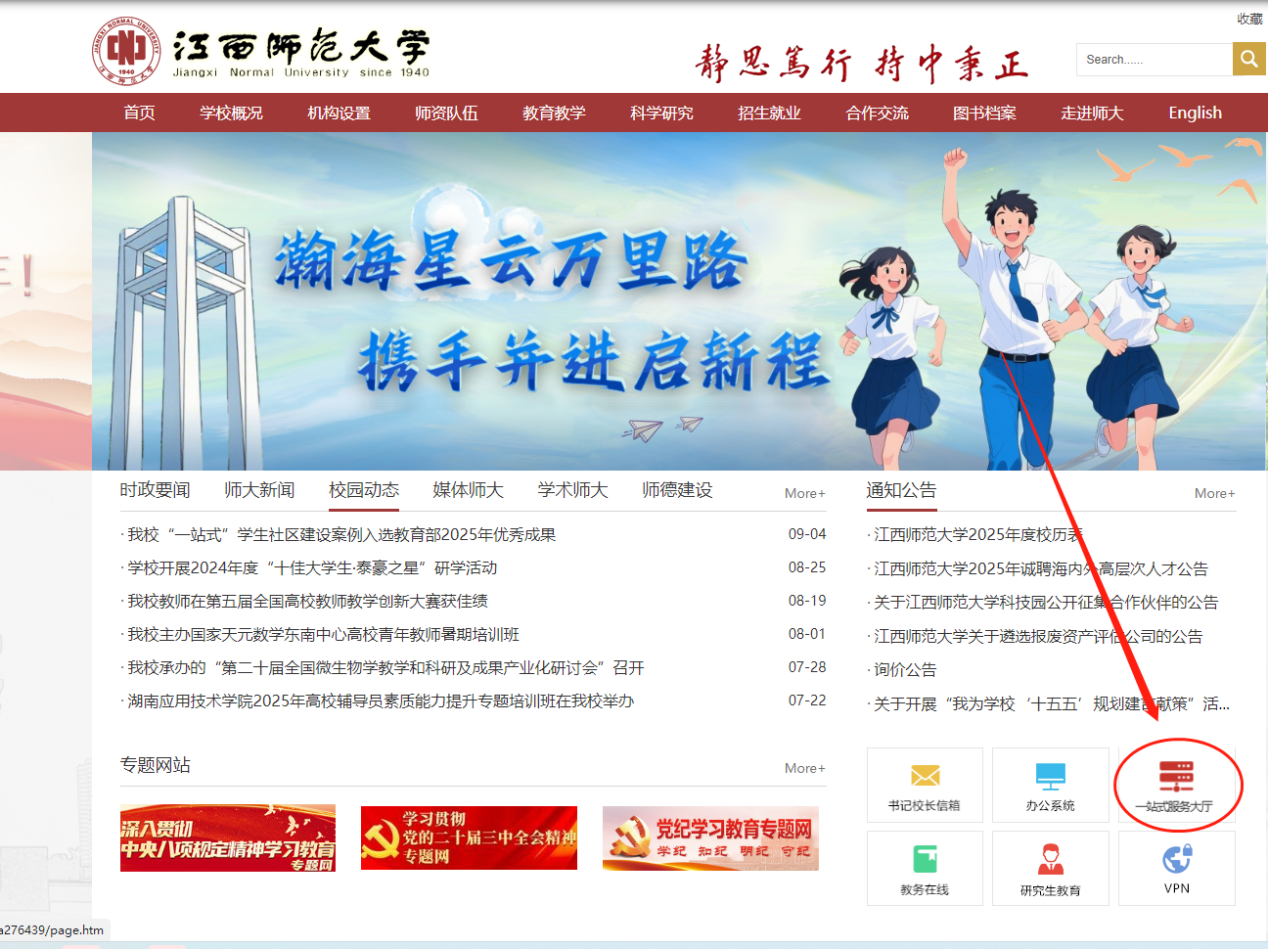 收藏
JIANGXI NORMAL UNIVERSITY
1940
江西师范大学
江西師范大学
Jiangxi Normal University since 1940
静思笃行 持中秉正
Search......
首页 学校概况 机构设置 师资队伍 教育教学 科学研究 招生就业 合作交流 图书档案 走进师大 English
!
瀚海星云万里路
携手并进启新程
时政要闻 师大新闻 校园动态 媒体师大 学术师大 师德建设 More+
·我校“一站式”学生社区建设案例入选教育部2025年优秀成果 09-04
·学校开展2024年度“十佳大学生·泰豪之星”研学活动 08-25
·我校教师在第五届全国高校教师教学创新大赛获佳绩 08-19
·我校主办国家天元数学东南中心高校青年教师暑期培训班 08-01
·我校承办的“第二十届全国微生物学教学和科研及成果产业化研讨会”召开 07-28
·湖南应用技术学院2025年高校辅导员素质能力提升专题培训班在我校举办 07-22
通知公告 More+
·江西师范大学2025年度校历表
·江西师范大学2025年诚聘海内外高层次人才公告
·关于江西师范大学科技园公开征集合作伙伴的公告
·江西师范大学关于遴选报废资产评估公司的公告
·询价公告
·关于开展“我为学校‘十五五’规划建言献策”活...
专题网站 More+
深入贯彻
中央八项规定精神学习教育
专题网
学习贯彻
党的二十届三中全会精神
专题网
党纪学习教育专题网
学纪 知纪 明纪 守纪
书记校长信箱 办公系统 一站式服务大厅
教务在线 研究生教育 VPN
a276439/page.htm